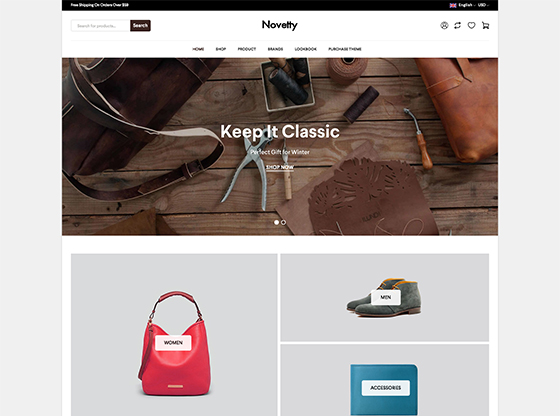 Free Shipping On Orders Over $59
English
USD
Search for products...
Search
Novetty
HOME
SHOP
PRODUCT
BRANDS
LOOKBOOK
PURCHASE THEME
Keep It Classic
Perfect Gift for Winter
SHOP NOW
WOMEN
MEN
ACCESSORIES